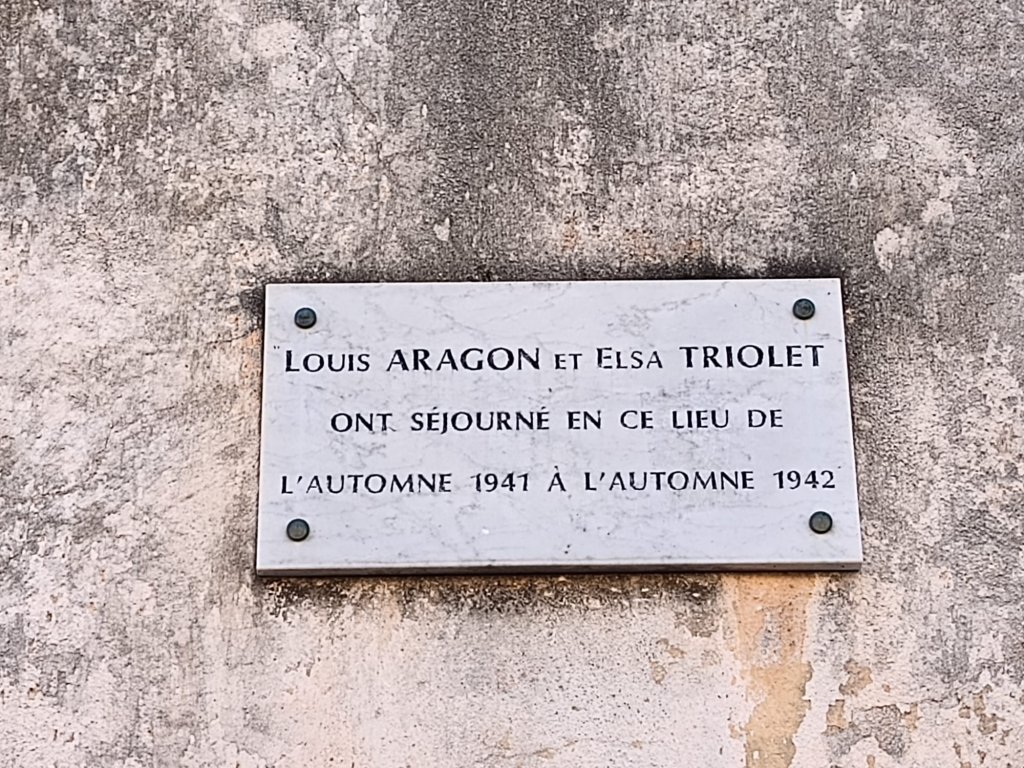 "Louis ARAGON et Elsa TRIOLET
ONT SÉJOURNÉ EN CE LIEU DE
L'AUTOMNE 1941 À L'AUTOMNE 1942